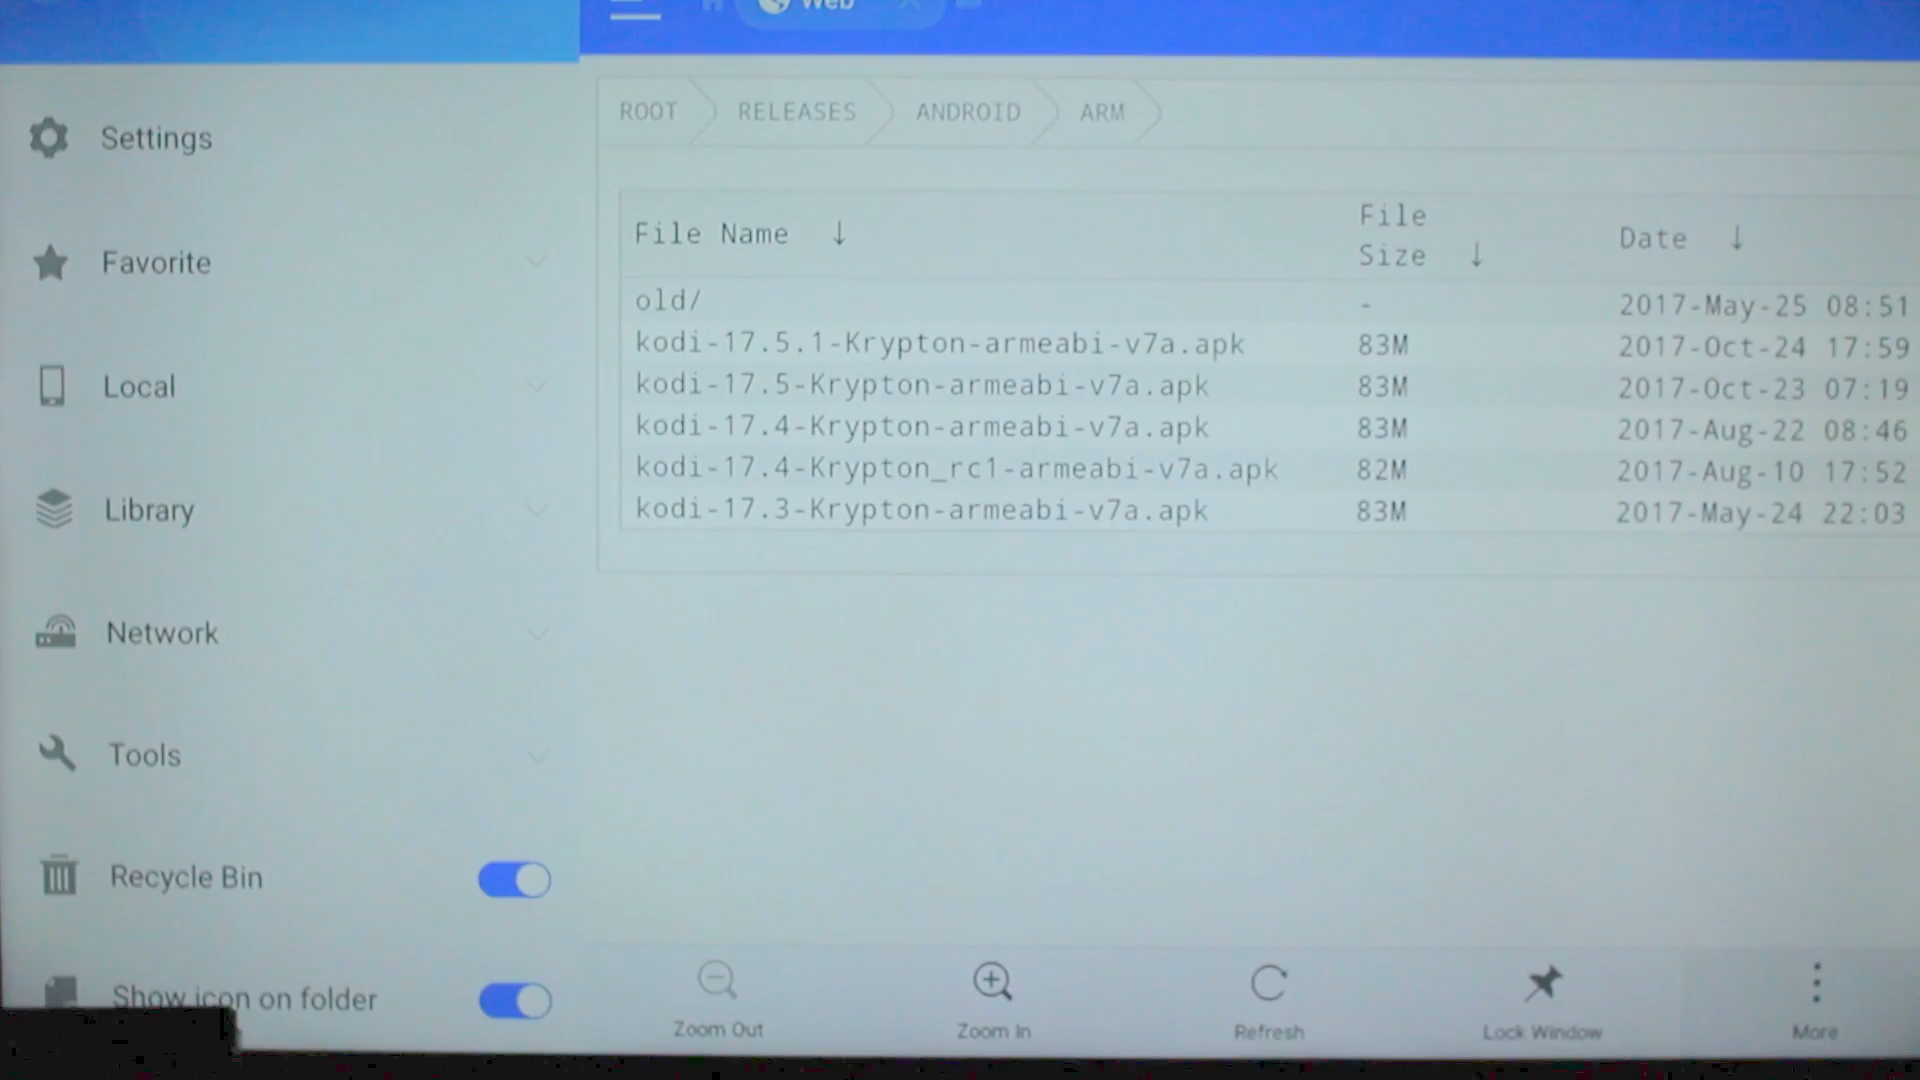 Web
Settings
Favorite
Local
Library
Network
Tools
Recycle Bin
Show icon on folder
ROOT RELEASES ANDROID ARM
File Name ↓ File Size ↓ Date ↓
old/ - 2017-May-25 08:51
kodi-17.5.1-Krypton-armeabi-v7a.apk 83M 2017-Oct-24 17:59
kodi-17.5-Krypton-armeabi-v7a.apk 83M 2017-Oct-23 07:19
kodi-17.4-Krypton-armeabi-v7a.apk 83M 2017-Aug-22 08:46
kodi-17.4-Krypton_rc1-armeabi-v7a.apk 82M 2017-Aug-10 17:52
kodi-17.3-Krypton-armeabi-v7a.apk 83M 2017-May-24 22:03
Zoom Out Zoom In Refresh Lock Window More